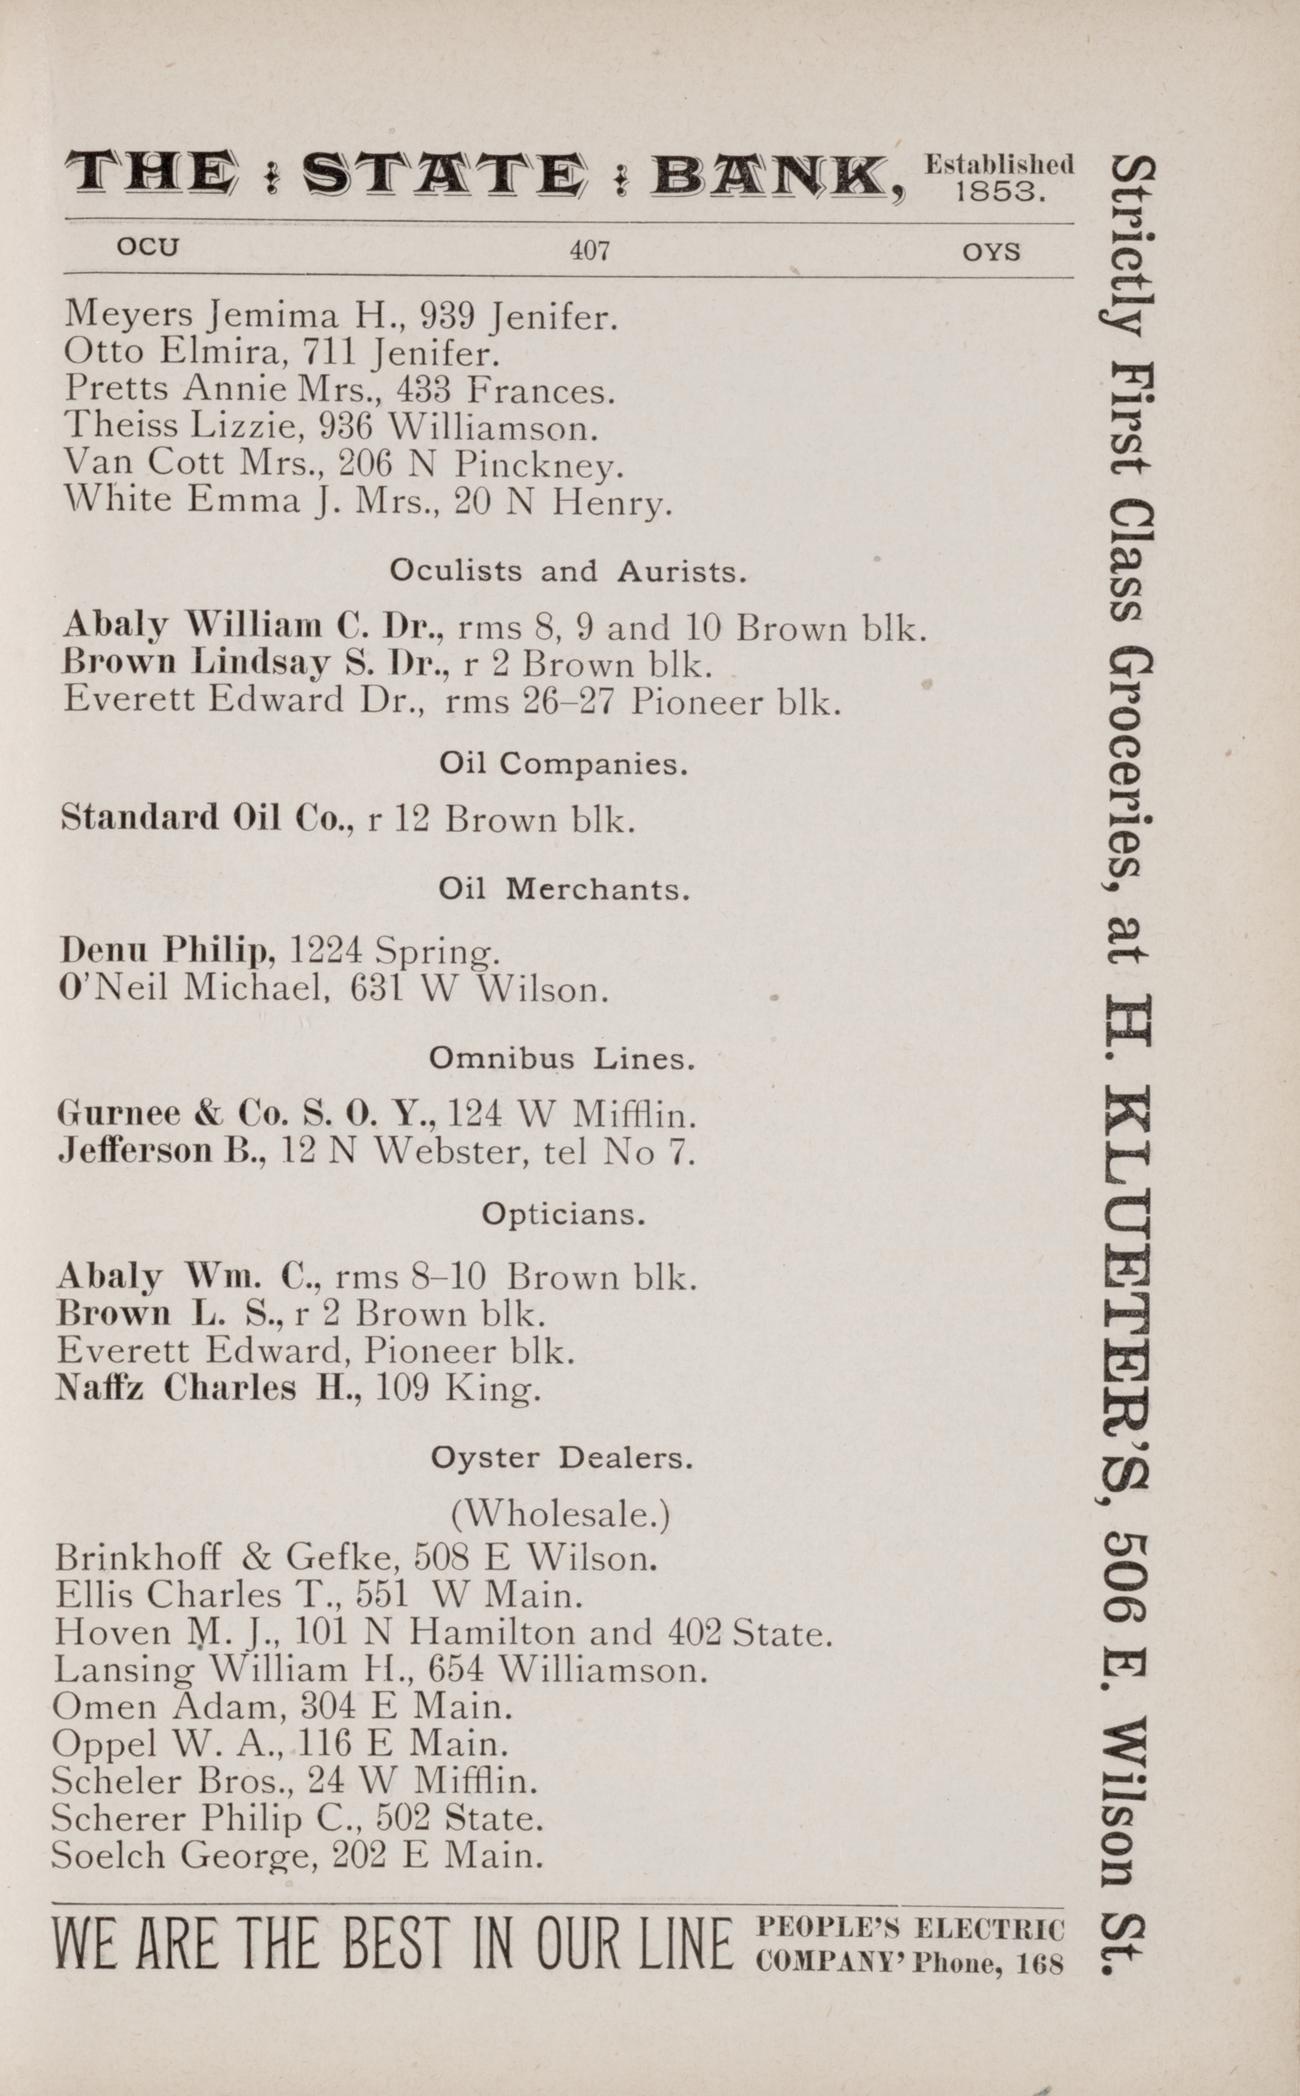 THE : STATE : BANK, Established 1853.
OCU 407 OYS
Meyers Jemima H., 939 Jenifer.
Otto Elmira, 711 Jenifer.
Pretts Annie Mrs., 433 Frances.
Theiss Lizzie, 936 Williamson.
Van Cott Mrs., 206 N Pinckney.
White Emma J. Mrs., 20 N Henry.
Oculists and Aurists.
Abaly William C. Dr., rms 8, 9 and 10 Brown blk.
Brown Lindsay S. Dr., r 2 Brown blk.
Everett Edward Dr., rms 26–27 Pioneer blk.
Oil Companies.
Standard Oil Co., r 12 Brown blk.
Oil Merchants.
Denu Philip, 1224 Spring.
O'Neil Michael, 631 W Wilson.
Omnibus Lines.
Gurnee & Co. S. O. Y., 124 W Mifflin.
Jefferson B., 12 N Webster, tel No 7.
Opticians.
Abaly Wm. C., rms 8–10 Brown blk.
Brown L. S., r 2 Brown blk.
Everett Edward, Pioneer blk.
Naffz Charles H., 109 King.
Oyster Dealers.
(Wholesale.)
Brinkhoff & Gefke, 508 E Wilson.
Ellis Charles T., 551 W Main.
Hoven M. J., 101 N Hamilton and 402 State.
Lansing William H., 654 Williamson.
Omen Adam, 304 E Main.
Oppel W. A., 116 E Main.
Scheler Bros., 24 W Mifflin.
Scherer Philip C., 502 State.
Soelch George, 202 E Main.
WE ARE THE BEST IN OUR LINE PEOPLE'S ELECTRIC
COMPANY' Phone, 168
Strictly First Class Groceries, at H. KLUETER'S, 506 E. Wilson St.